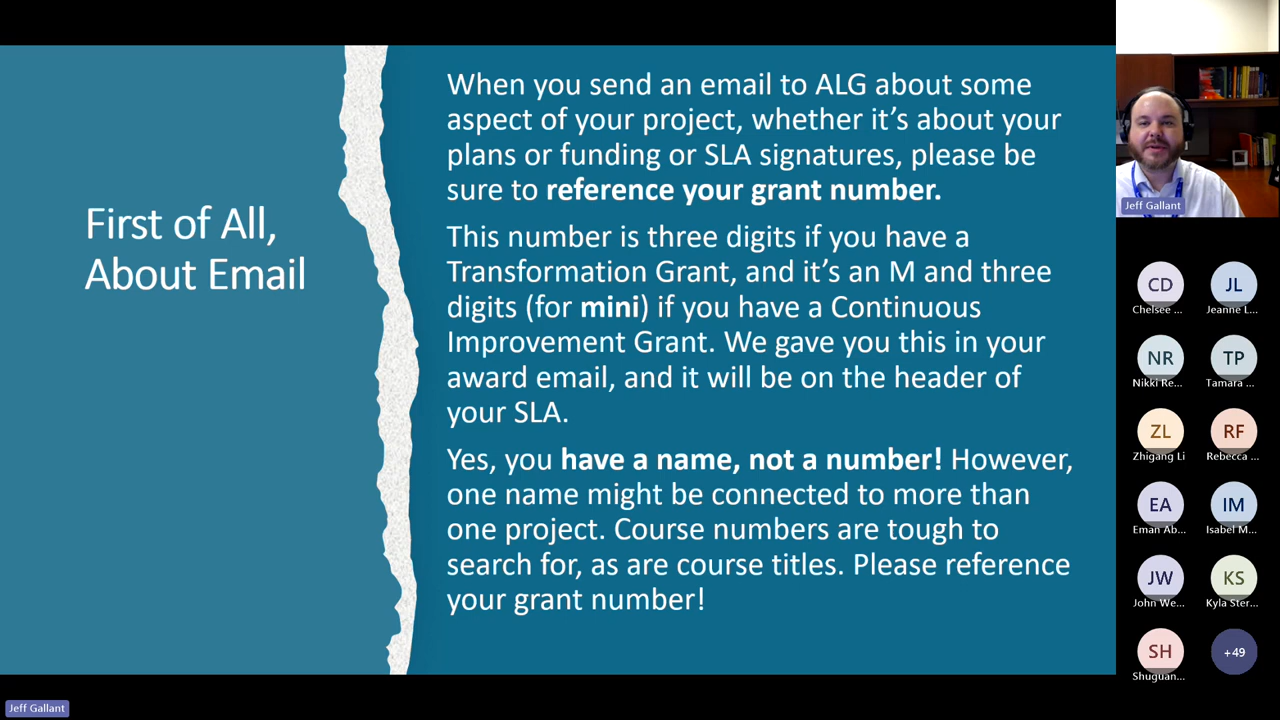 First of All,
About Email
When you send an email to ALG about some
aspect of your project, whether it’s about your
plans or funding or SLA signatures, please be
sure to reference your grant number.
This number is three digits if you have a
Transformation Grant, and it’s an M and three
digits (for mini) if you have a Continuous
Improvement Grant. We gave you this in your
award email, and it will be on the header of
your SLA.
Yes, you have a name, not a number! However,
one name might be connected to more than
one project. Course numbers are tough to
search for, as are course titles. Please reference
your grant number!
Jeff Gallant
CD
Chelsee ...
JL
Jeanne L...
NR
Nikki Re...
TP
Tamara ...
ZL
Zhigang Li
RF
Rebecca ...
EA
Eman Ab...
IM
Isabel M...
JW
John We...
KS
Kyla Ster...
SH
Shuguan...
+49
Jeff Gallant